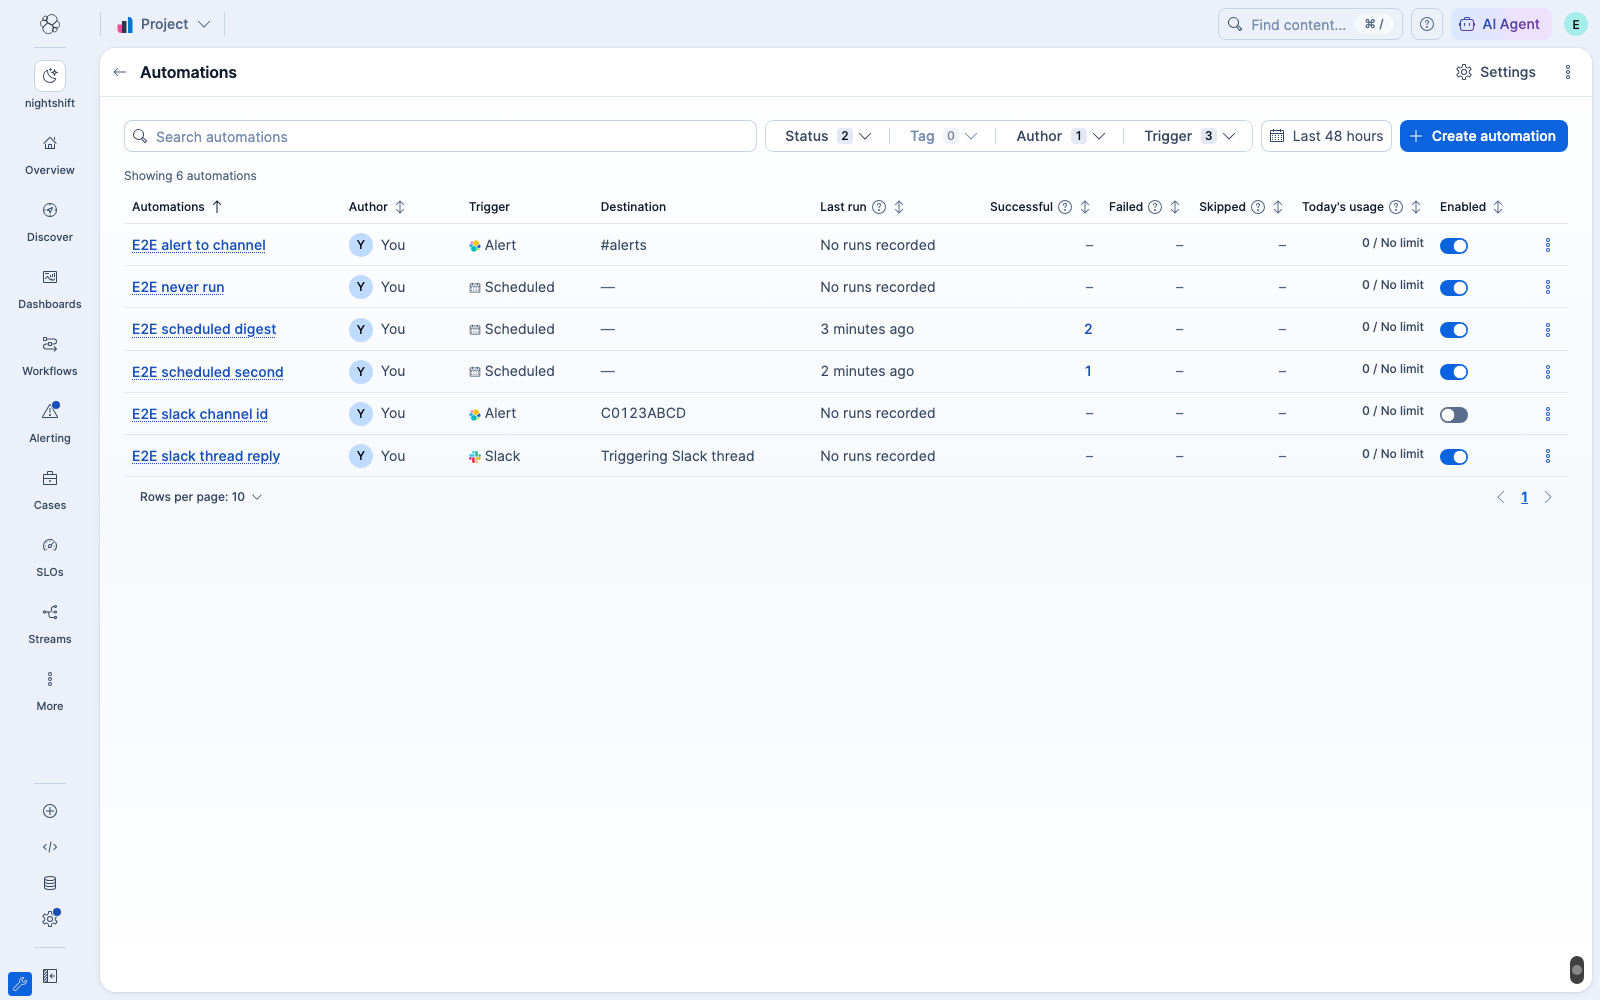 Project
Find content... ⌘ /
AI Agent
E
nightshift
Overview
Discover
Dashboards
Workflows
Alerting
Cases
SLOs
Streams
More
Automations
Settings
Search automations
Status 2
Tag 0
Author 1
Trigger 3
Last 48 hours
Create automation
Showing 6 automations
Automations Author Trigger Destination Last run Successful Failed Skipped Today's usage Enabled
E2E alert to channel Y You Alert #alerts No runs recorded – – – 0 / No limit
E2E never run Y You Scheduled — No runs recorded – – – 0 / No limit
E2E scheduled digest Y You Scheduled — 3 minutes ago 2 – – 0 / No limit
E2E scheduled second Y You Scheduled — 2 minutes ago 1 – – 0 / No limit
E2E slack channel id Y You Alert C0123ABCD No runs recorded – – – 0 / No limit
E2E slack thread reply Y You Slack Triggering Slack thread No runs recorded – – – 0 / No limit
Rows per page: 10
1